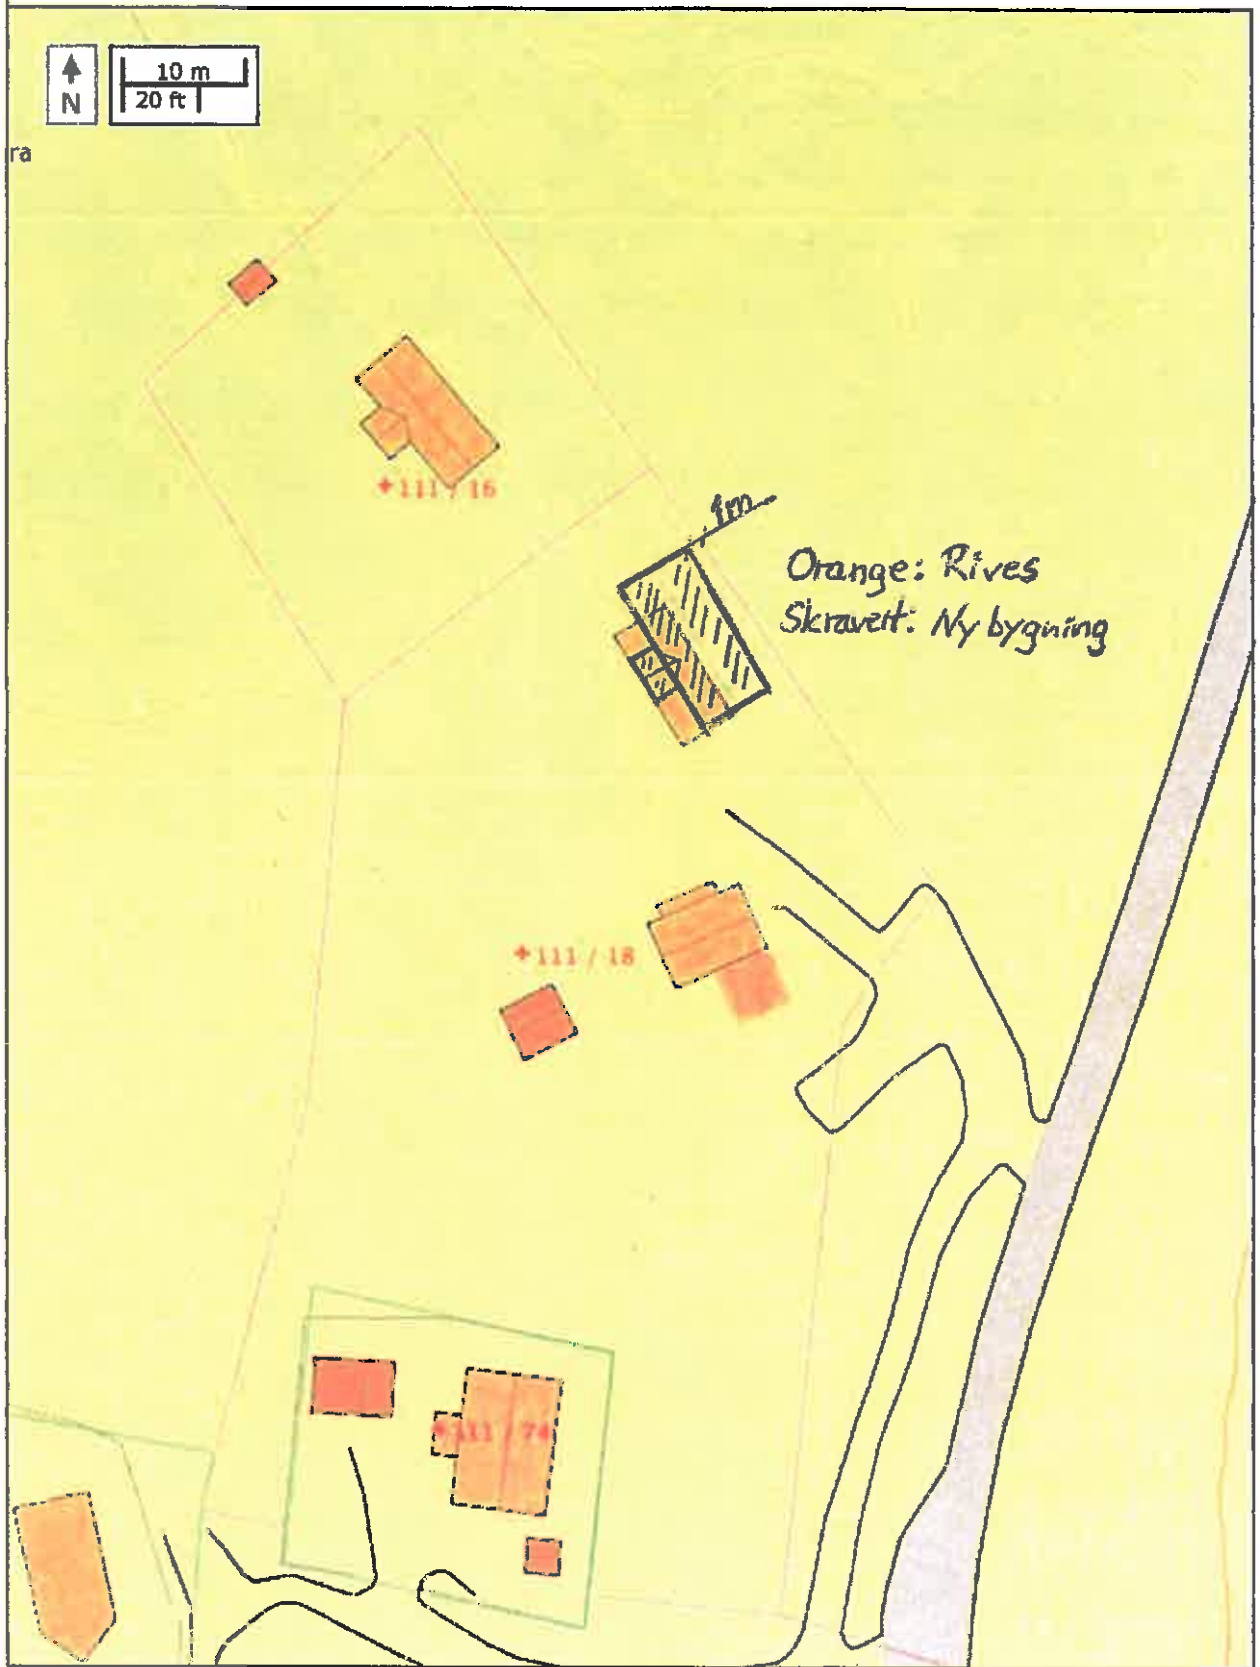 10 m
20 ft
N
ra
+111 / 16
1m
Orange: Rives
Skravert: Ny bygning
+111 / 18
+111 / 74